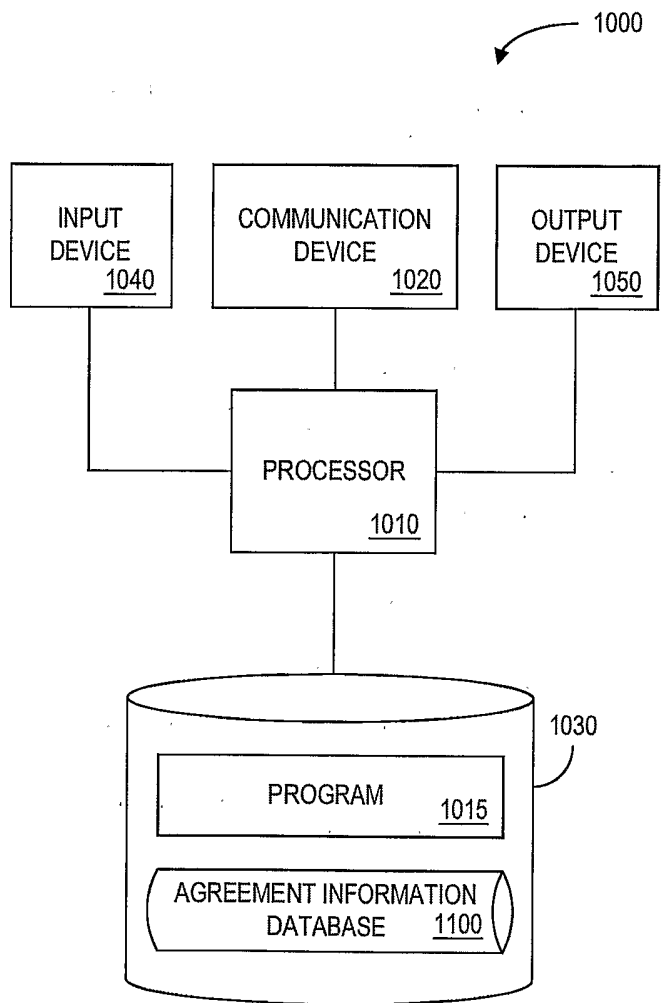 1000
INPUT
DEVICE
1040
COMMUNICATION
DEVICE
1020
OUTPUT
DEVICE
1050
PROCESSOR
1010
1030
PROGRAM
1015
AGREEMENT INFORMATION
DATABASE
1100